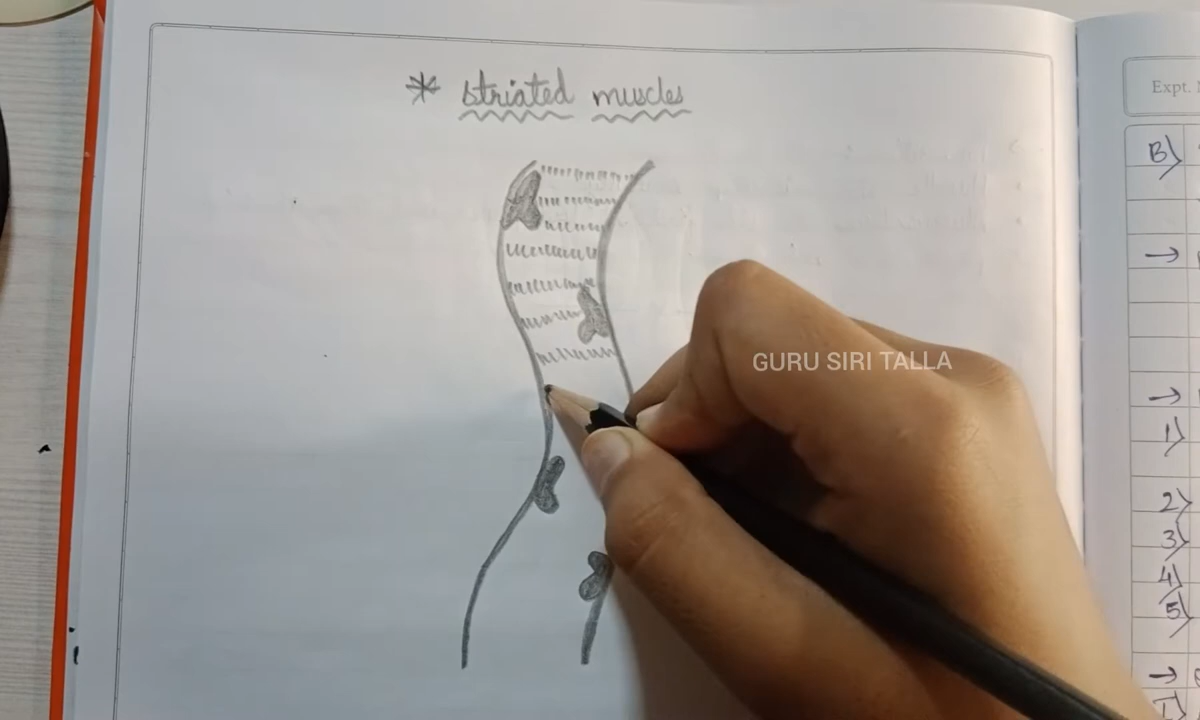 * striated muscles
GURU SIRI TALLA
Expt.
B)
→
→
1)
2)
3)
4)
5)
→